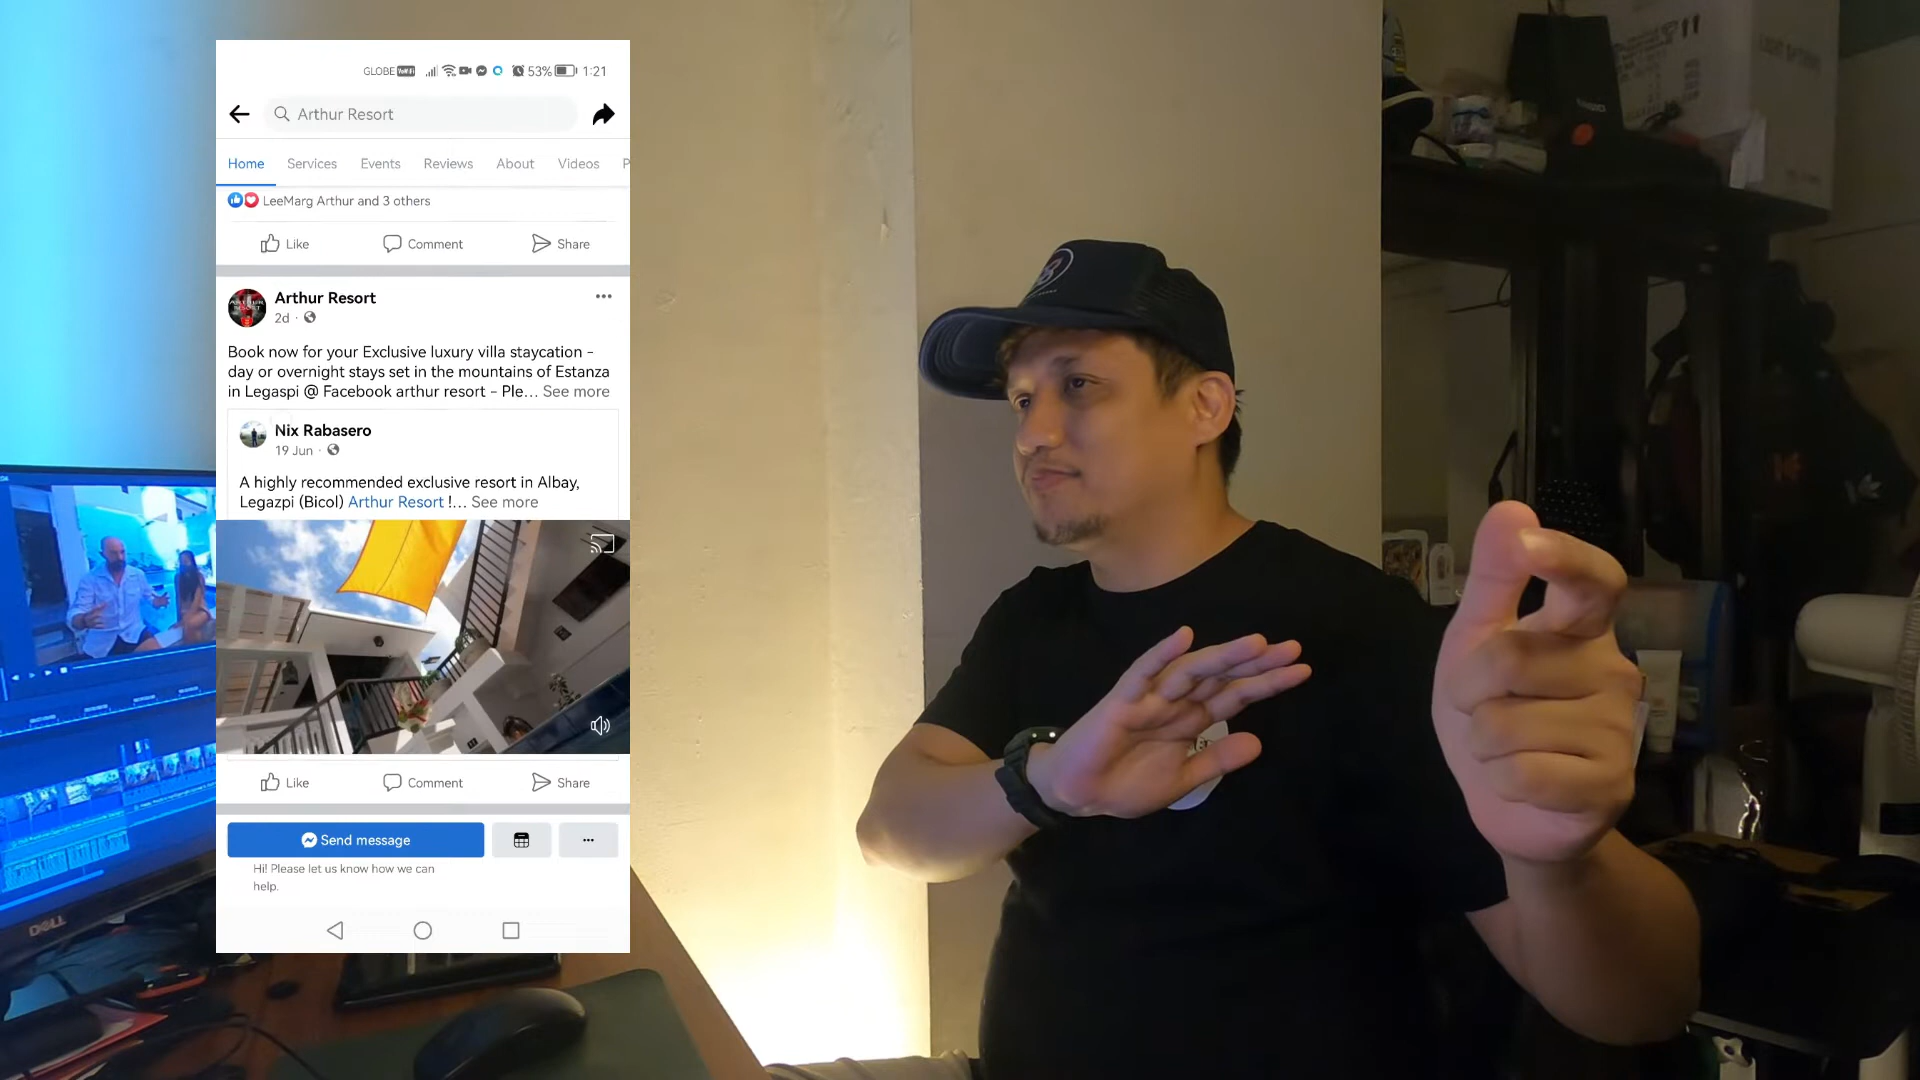 GLOBE 53% 1:21
Arthur Resort
Home Services Events Reviews About Videos P
LeeMarg Arthur and 3 others
Like Comment Share
Arthur Resort
2d ·
Book now for your Exclusive luxury villa staycation -
day or overnight stays set in the mountains of Estanza
in Legaspi @ Facebook arthur resort - Ple... See more
Nix Rabasero
19 Jun ·
A highly recommended exclusive resort in Albay,
Legazpi (Bicol) Arthur Resort !... See more
Like Comment Share
Send message
Hi! Please let us know how we can
help.
DELL